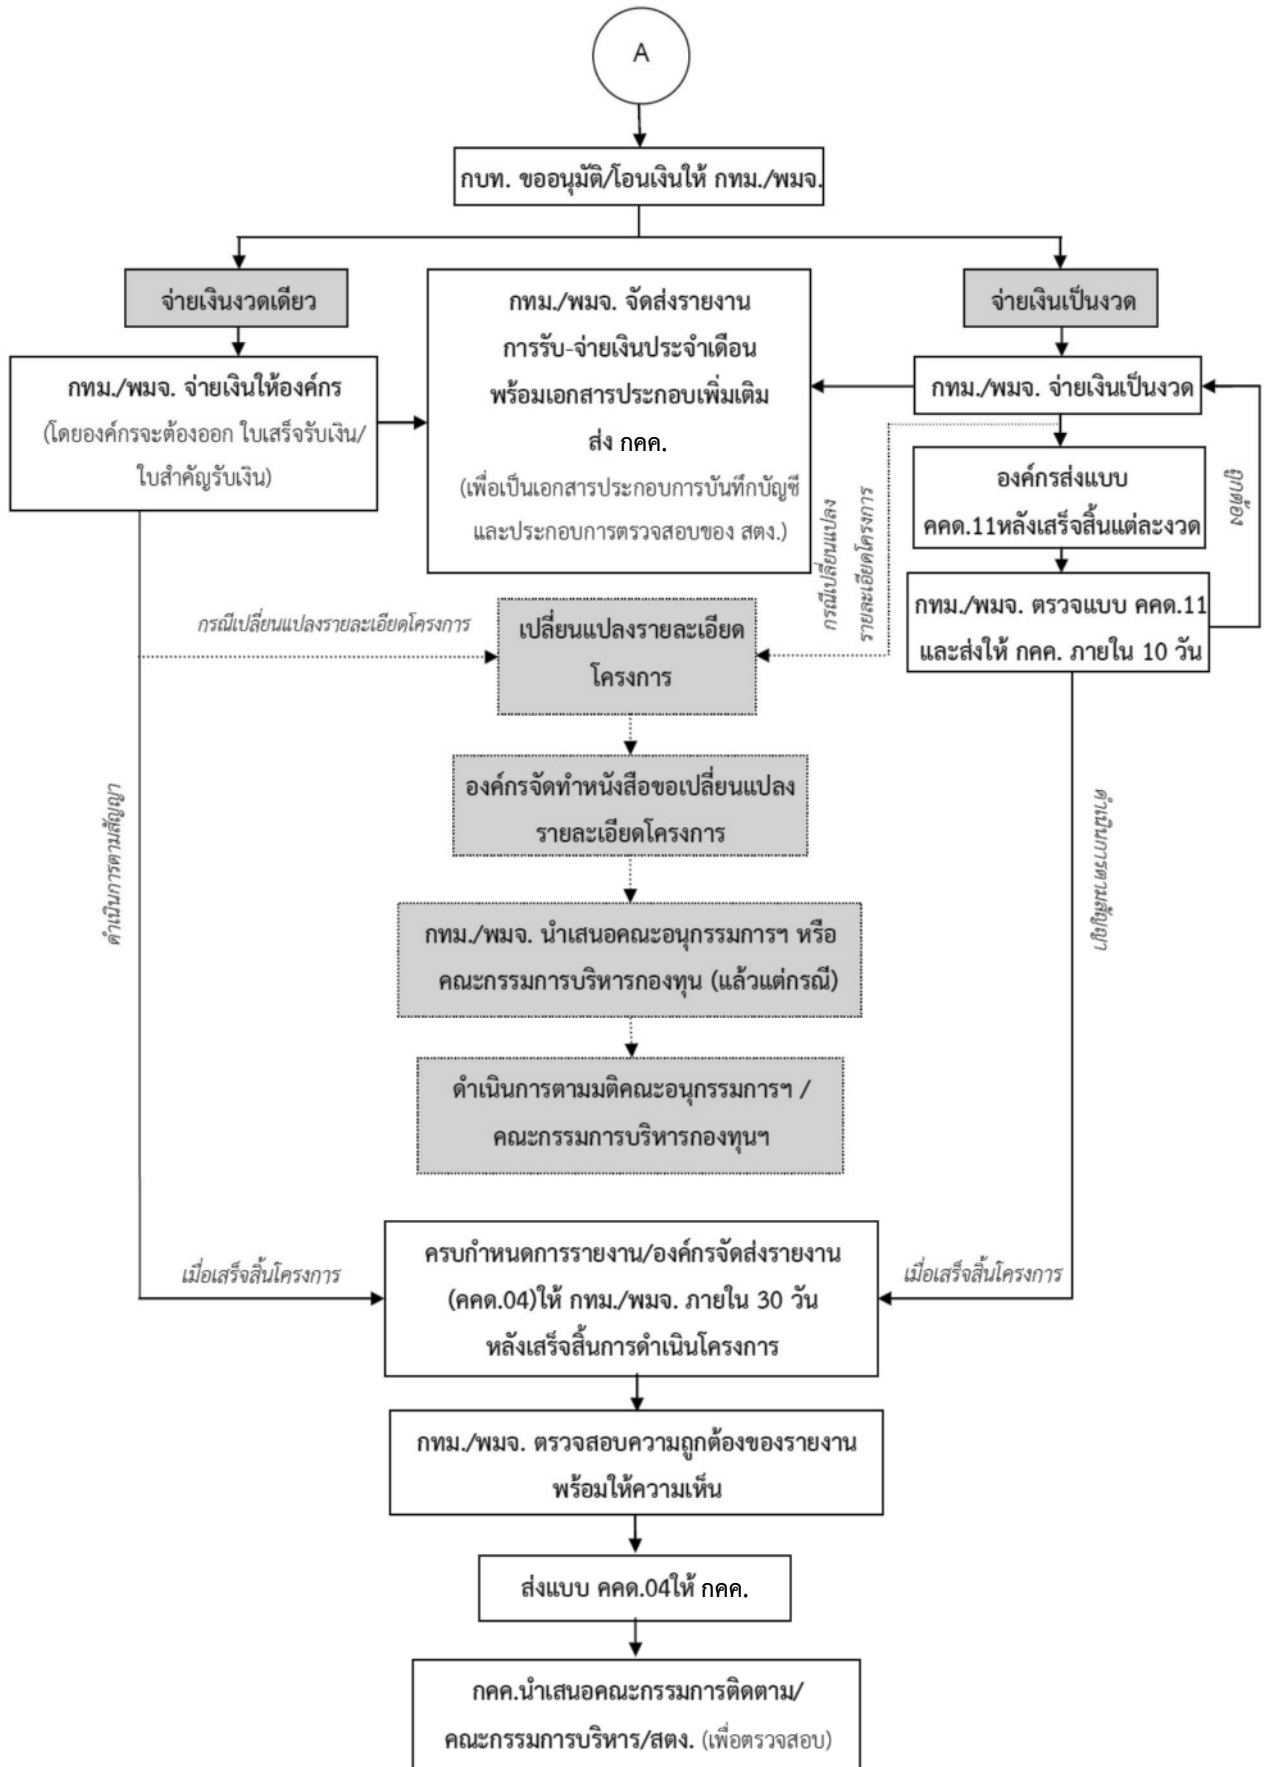 A
กบท. ขออนุมัติ/โอนเงินให้ กทม./พมจ.
จ่ายเงินงวดเดียว
กทม./พมจ. จ่ายเงินให้องค์กร
(โดยองค์กรจะต้องออก ใบเสร็จรับเงิน/
ใบสำคัญรับเงิน)
กทม./พมจ. จัดส่งรายงาน
การรับ-จ่ายเงินประจำเดือน
พร้อมเอกสารประกอบเพิ่มเติม
ส่ง กคค.
(เพื่อเป็นเอกสารประกอบการบันทึกบัญชี
และประกอบการตรวจสอบของ สตง.)
จ่ายเงินเป็นงวด
กทม./พมจ. จ่ายเงินเป็นงวด
องค์กรส่งแบบ
คคด.11หลังเสร็จสิ้นแต่ละงวด
ถูกต้อง
กทม./พมจ. ตรวจแบบ คคด.11
และส่งให้ กคค. ภายใน 10 วัน
กรณีเปลี่ยนแปลง
รายละเอียดโครงการ
กรณีเปลี่ยนแปลงรายละเอียดโครงการ
เปลี่ยนแปลงรายละเอียด
โครงการ
องค์กรจัดทำหนังสือขอเปลี่ยนแปลง
รายละเอียดโครงการ
ดำเนินการตามสัญญา
ดำเนินการตามสัญญา
กทม./พมจ. นำเสนอคณะอนุกรรมการฯ หรือ
คณะกรรมการบริหารกองทุน (แล้วแต่กรณี)
ดำเนินการตามมติคณะอนุกรรมการฯ /
คณะกรรมการบริหารกองทุนฯ
เมื่อเสร็จสิ้นโครงการ
ครบกำหนดการรายงาน/องค์กรจัดส่งรายงาน
(คคด.04)ให้ กทม./พมจ. ภายใน 30 วัน
หลังเสร็จสิ้นการดำเนินโครงการ
เมื่อเสร็จสิ้นโครงการ
กทม./พมจ. ตรวจสอบความถูกต้องของรายงาน
พร้อมให้ความเห็น
ส่งแบบ คคด.04ให้ กคค.
กคค.นำเสนอคณะกรรมการติดตาม/
คณะกรรมการบริหาร/สตง. (เพื่อตรวจสอบ)